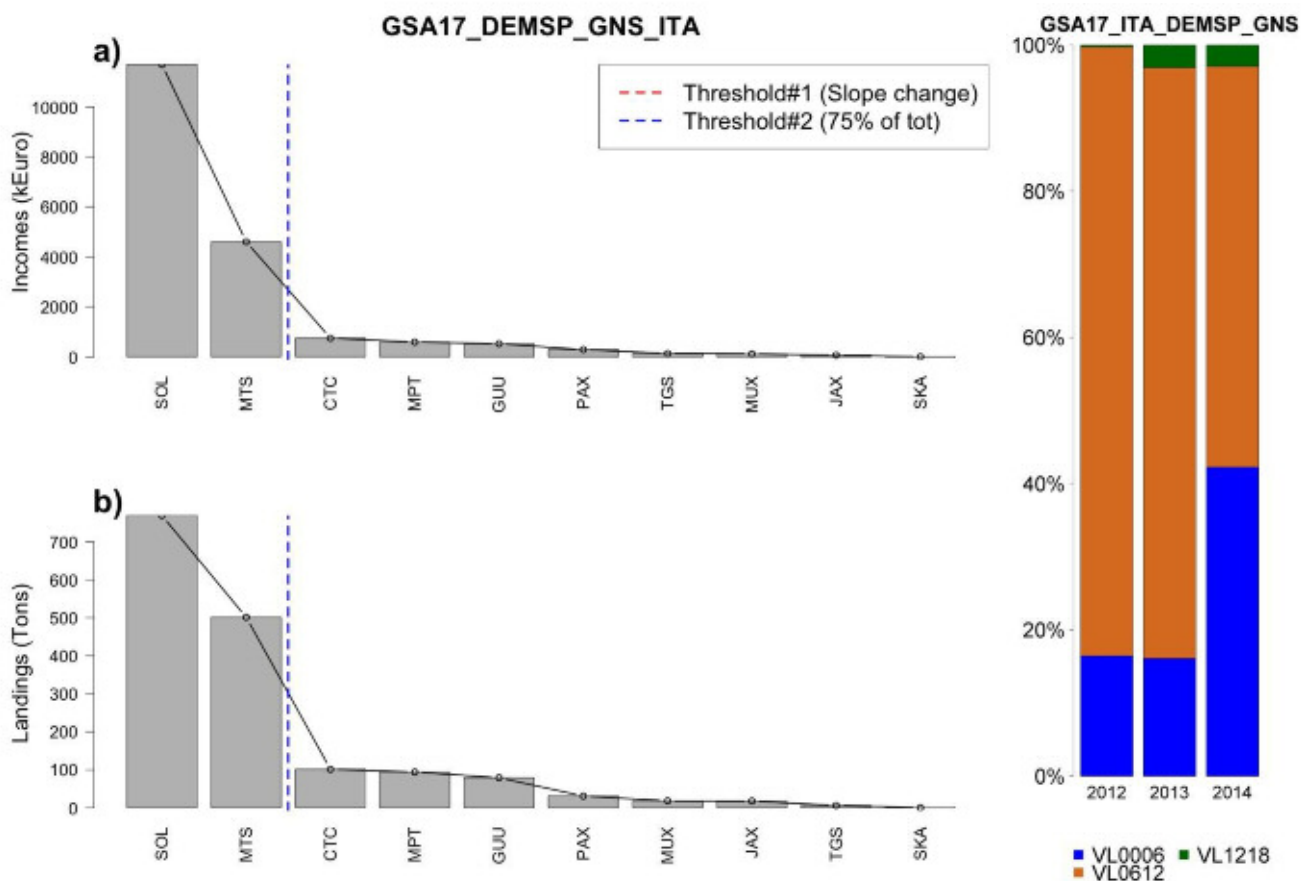 GSA17_DEMSP_GNS_ITA
a)
Incomes (kEuro)
10000
8000
6000
4000
2000
0
Threshold#1 (Slope change)
Threshold#2 (75% of tot)
SOL MTS CTC MPT GUU PAX TGS MUX JAX SKA
b)
Landings (Tons)
700
600
500
400
300
200
100
0
SOL MTS CTC MPT GUU PAX MUX JAX TGS SKA
GSA17_ITA_DEMSP_GNS
100%
80%
60%
40%
20%
0%
2012 2013 2014
VL0006 VL1218
VL0612